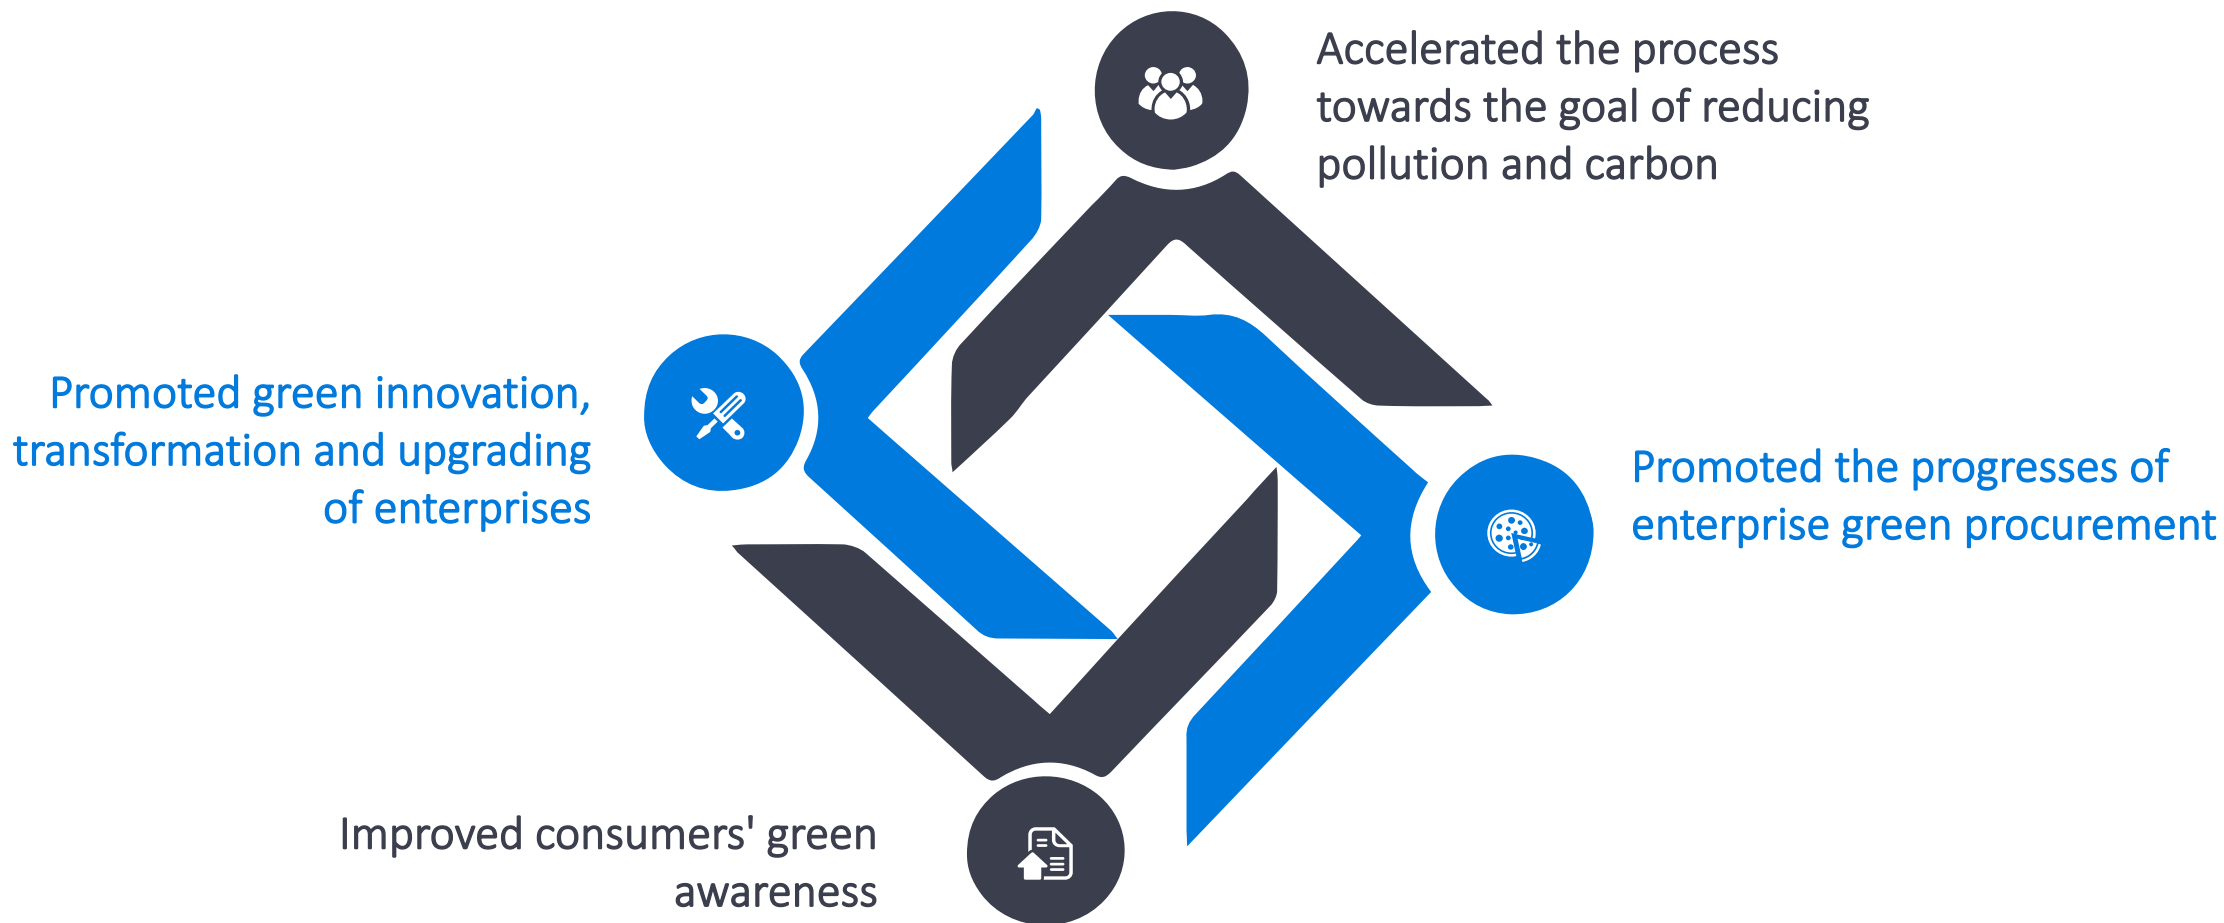 Accelerated the process
towards the goal of reducing
pollution and carbon
Promoted green innovation,
transformation and upgrading
of enterprises
Promoted the progresses of
enterprise green procurement
Improved consumers' green
awareness